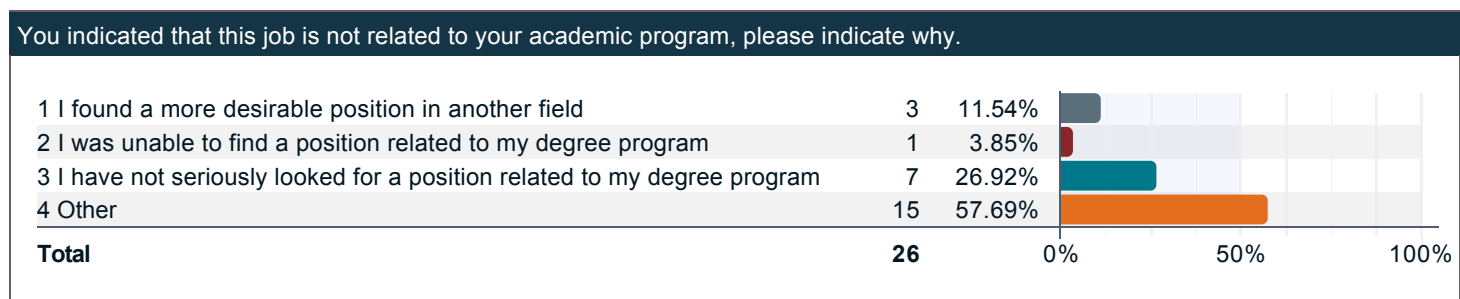 You indicated that this job is not related to your academic program, please indicate why.
1 I found a more desirable position in another field 3 11.54%
2 I was unable to find a position related to my degree program 1 3.85%
3 I have not seriously looked for a position related to my degree program 7 26.92%
4 Other 15 57.69%
Total 26 0% 50% 100%